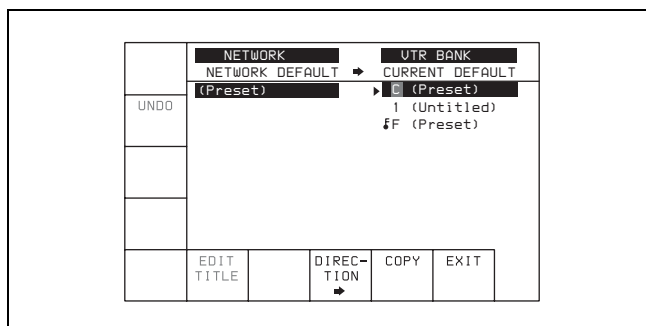 NETWORK VTR BANK
NETWORK DEFAULT ➡ CURRENT DEFAULT
(Preset) ▶ C (Preset)
UNDO 1 (Untitled)
F (Preset)
EDIT TITLE
DIREC-TION ➡
COPY
EXIT